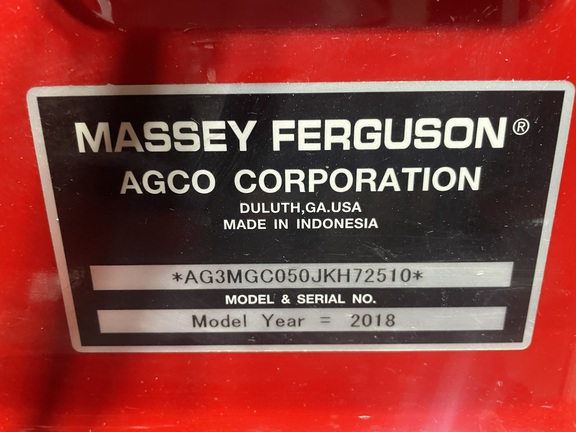 MASSEY FERGUSON®
AGCO CORPORATION
DULUTH,GA.USA
MADE IN INDONESIA
*AG3MGC050JKH72510*
MODEL & SERIAL NO.
Model Year = 2018